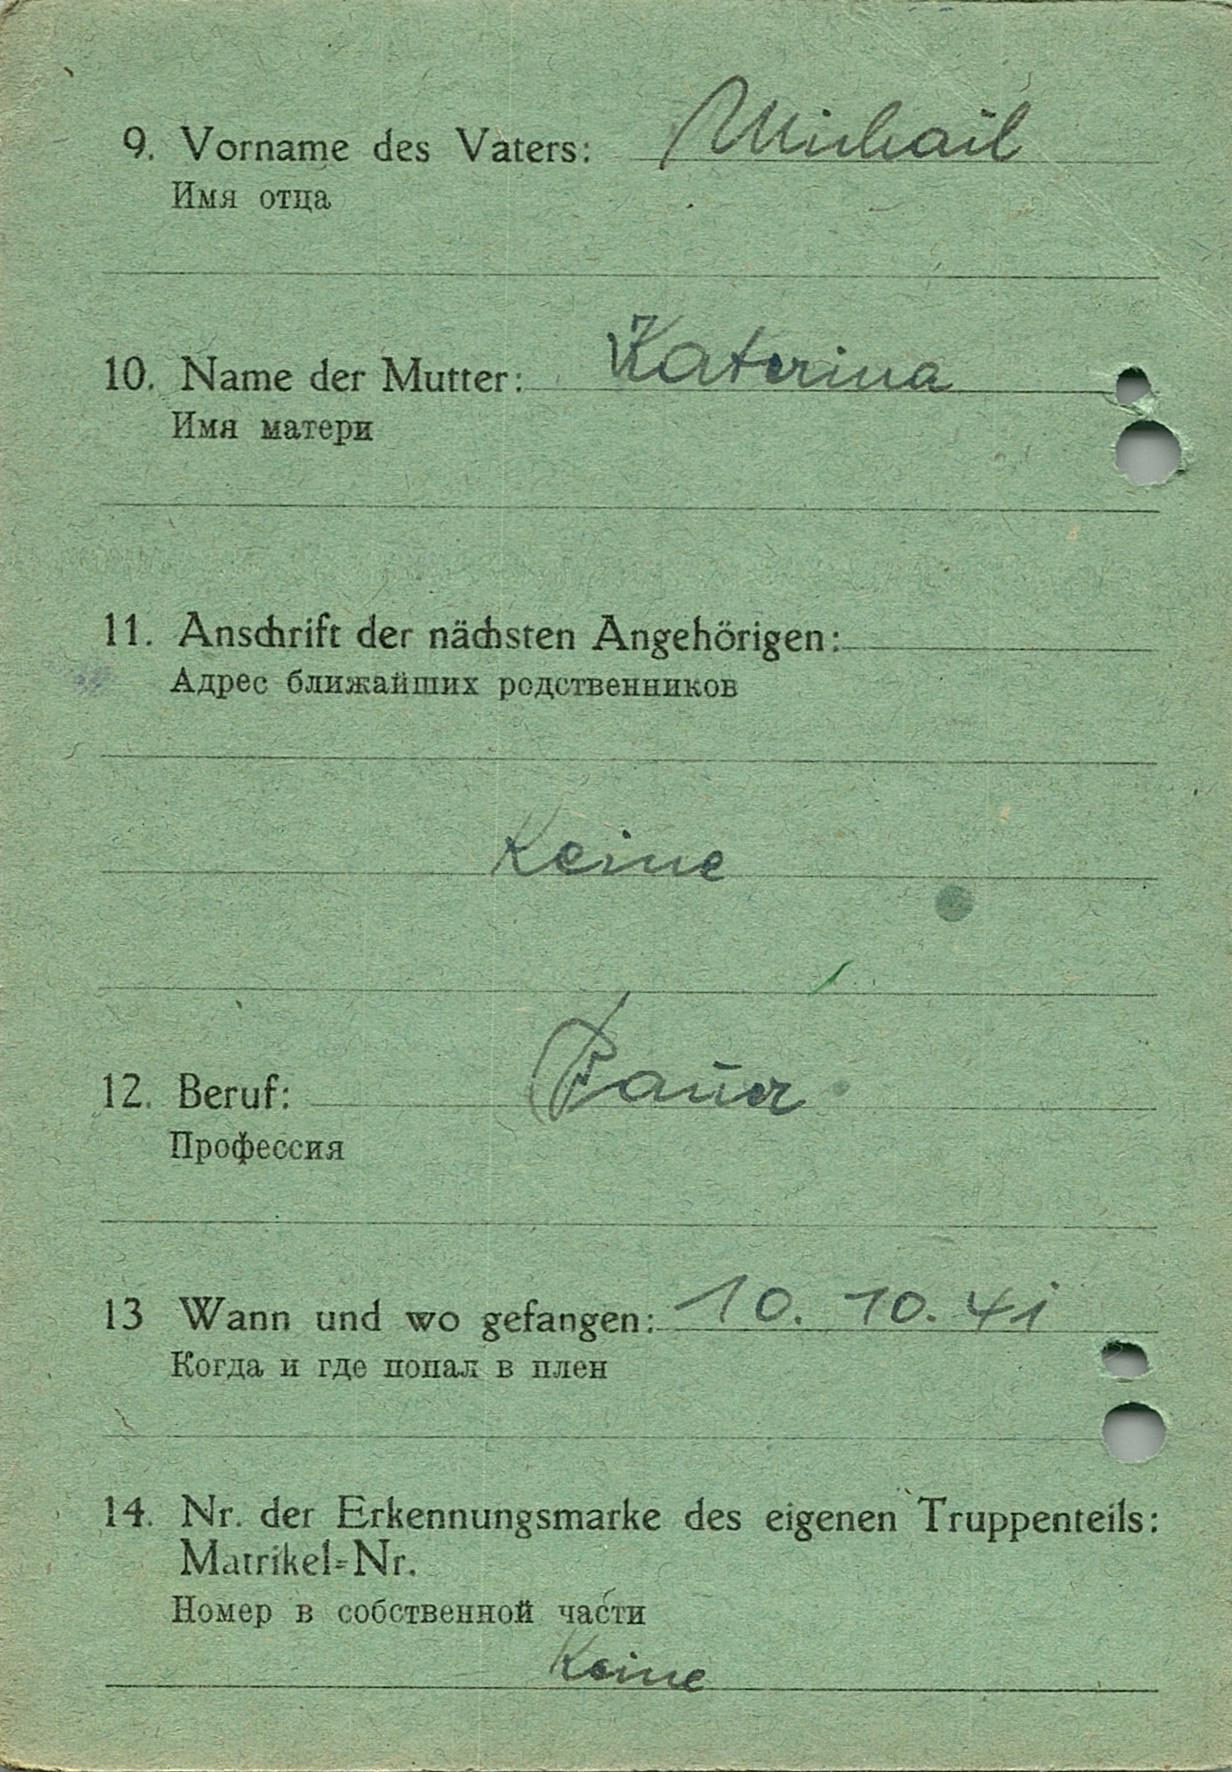 9. Vorname des Vaters: Michail
Имя отца
10. Name der Mutter: Katerina
Имя матери
11. Anschrift der nächsten Angehörigen:
Адрес ближайших родственников
Keine
12. Beruf: Bauer
Профессия
13 Wann und wo gefangen: 10. 10. 41
Когда и где попал в плен
14. Nr. der Erkennungsmarke des eigenen Truppenteils:
Matrikel-Nr.
Номер в собственной части
Keine